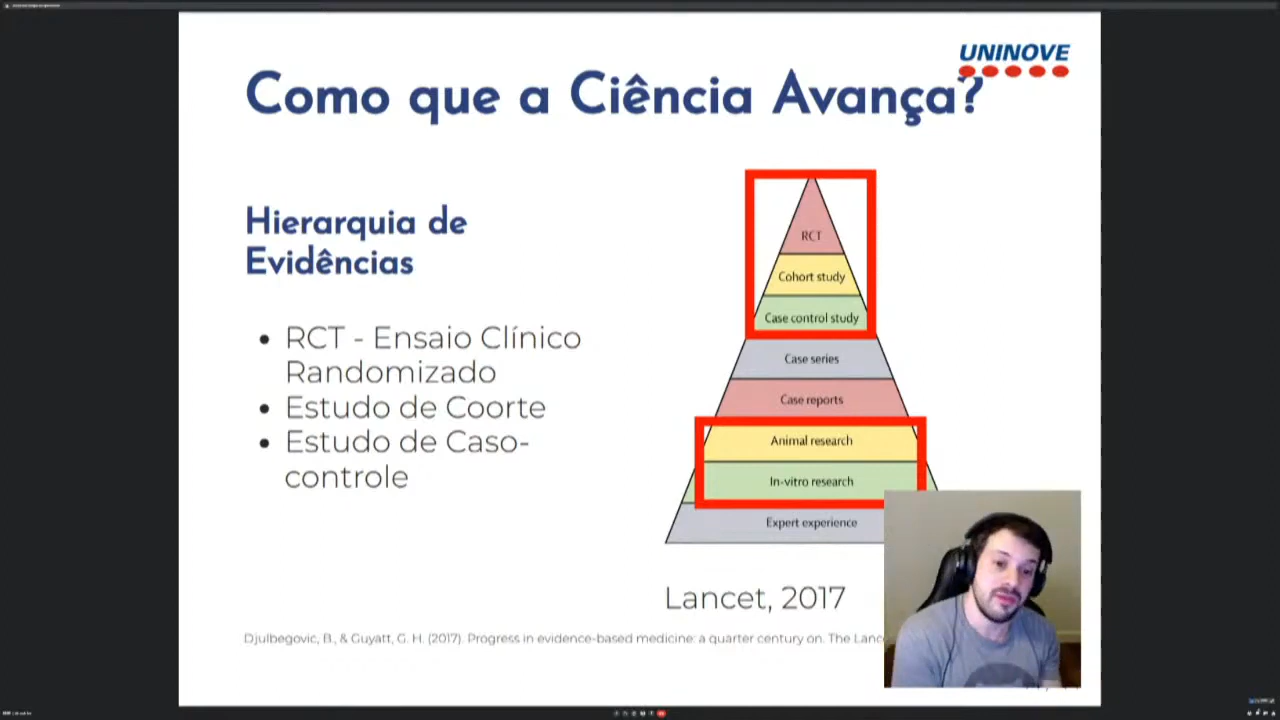 UNINOVE
Como que a Ciência Avança?
Hierarquia de
Evidências
• RCT - Ensaio Clínico
Randomizado
• Estudo de Coorte
• Estudo de Caso-
controle
RCT
Cohort study
Case control study
Case series
Case reports
Animal research
In-vitro research
Expert experience
Lancet, 2017
Djulbegovic, B., & Guyatt, G. H. (2017). Progress in evidence-based medicine: a quarter century on. The